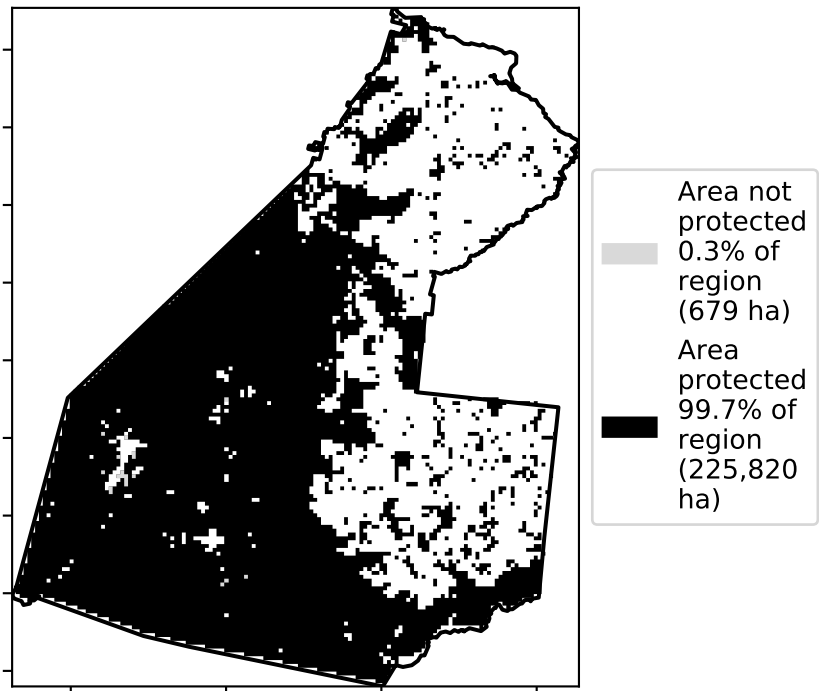 Area not
protected
0.3% of
region
(679 ha)
Area
protected
99.7% of
region
(225,820
ha)